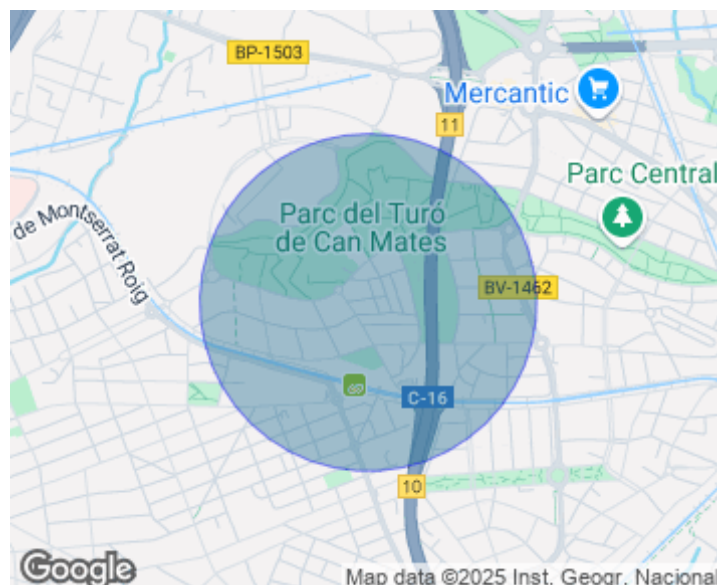 BP-1503
Mercantic
11
Parc Central
Parc del Turó
de Can Mates
de Montserrat Roig
BV-1462
C-16
10
Google
Map data ©2025 Inst. Geogr. Nacional